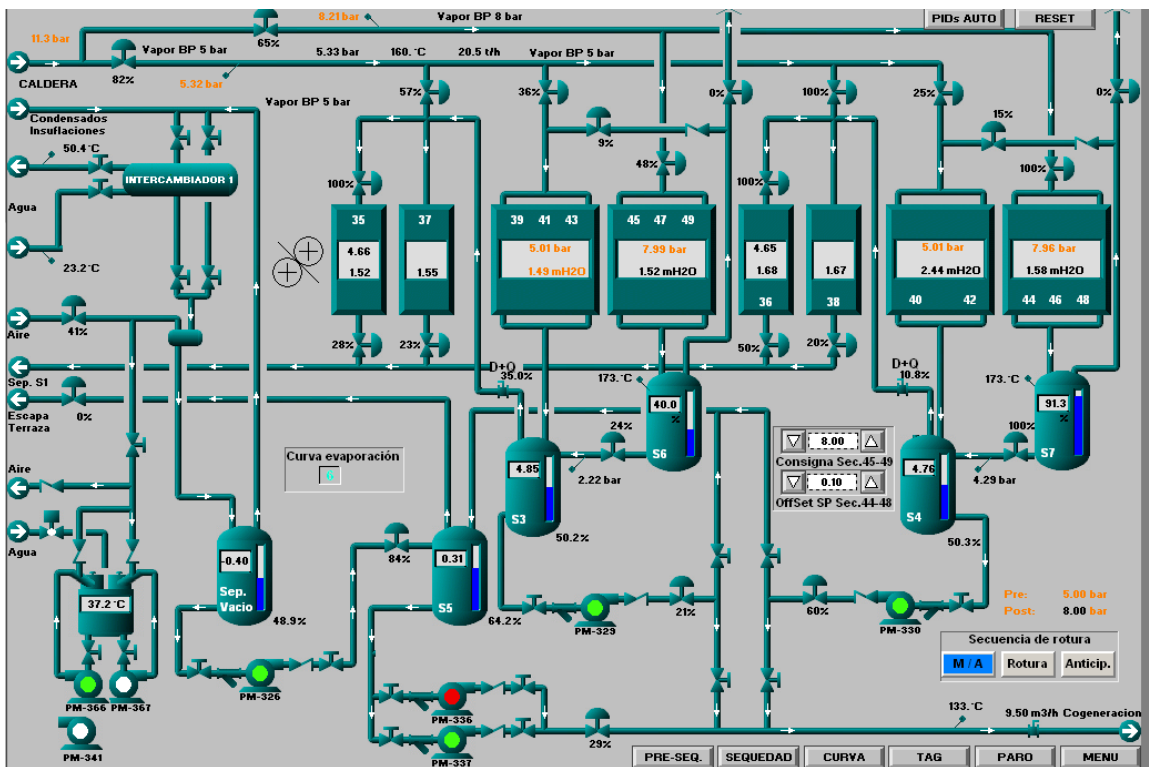 8.21 bar Vapor BP 8 bar PIDs AUTO RESET
11.3 bar
65%
Vapor BP 5 bar 5.33 bar 160.°C 20.5 t/h Vapor BP 5 bar
82% 5.32 bar
CALDERA
57% 36% 0% 100% 25% 0%
Vapor BP 5 bar
Condensados
Insuflaciones
15%
9%
50.4°C
48%
100% 100% 100%
INTERCAMBIADOR 1
Agua
35 37 39 41 43 45 47 49
4.66 5.01 bar 7.99 bar 4.65 5.01 bar 7.96 bar
1.52 1.55 1.49 mH2O 1.52 mH2O 1.68 1.67 2.44 mH2O 1.58 mH2O
23.2°C
36 38 40 42 44 46 48
41%
Aire
28% 23% 50% 20%
Sep. S1
D+Q
35.0%
D+Q
10.8%
173.°C 173.°C
Escapa
Terraza
0%
40.0
%
91.3
%
24% 100%
S6 S7
8.00
Consigna Sec.45-49
0.10
OffSet SP Sec.44-48
Curva evaporación
6
Aire
4.85 2.22 bar 4.76 4.29 bar
S3 S4
50.2% 50.3%
Agua
-0.40
Sep.
Vacio
48.9%
84%
0.31
S5
64.2%
37.2°C
21% 60%
PM-329 PM-330
Pre: 5.00 bar
Post: 8.00 bar
Secuencia de rotura
M / A Rotura Anticip.
PM-366 PM-367 PM-326 PM-336
133.°C 9.50 m3/h Cogeneracion
29%
PM-341 PM-337
PRE-SEQ. SEQUEDAD CURVA TAG PARO MENU